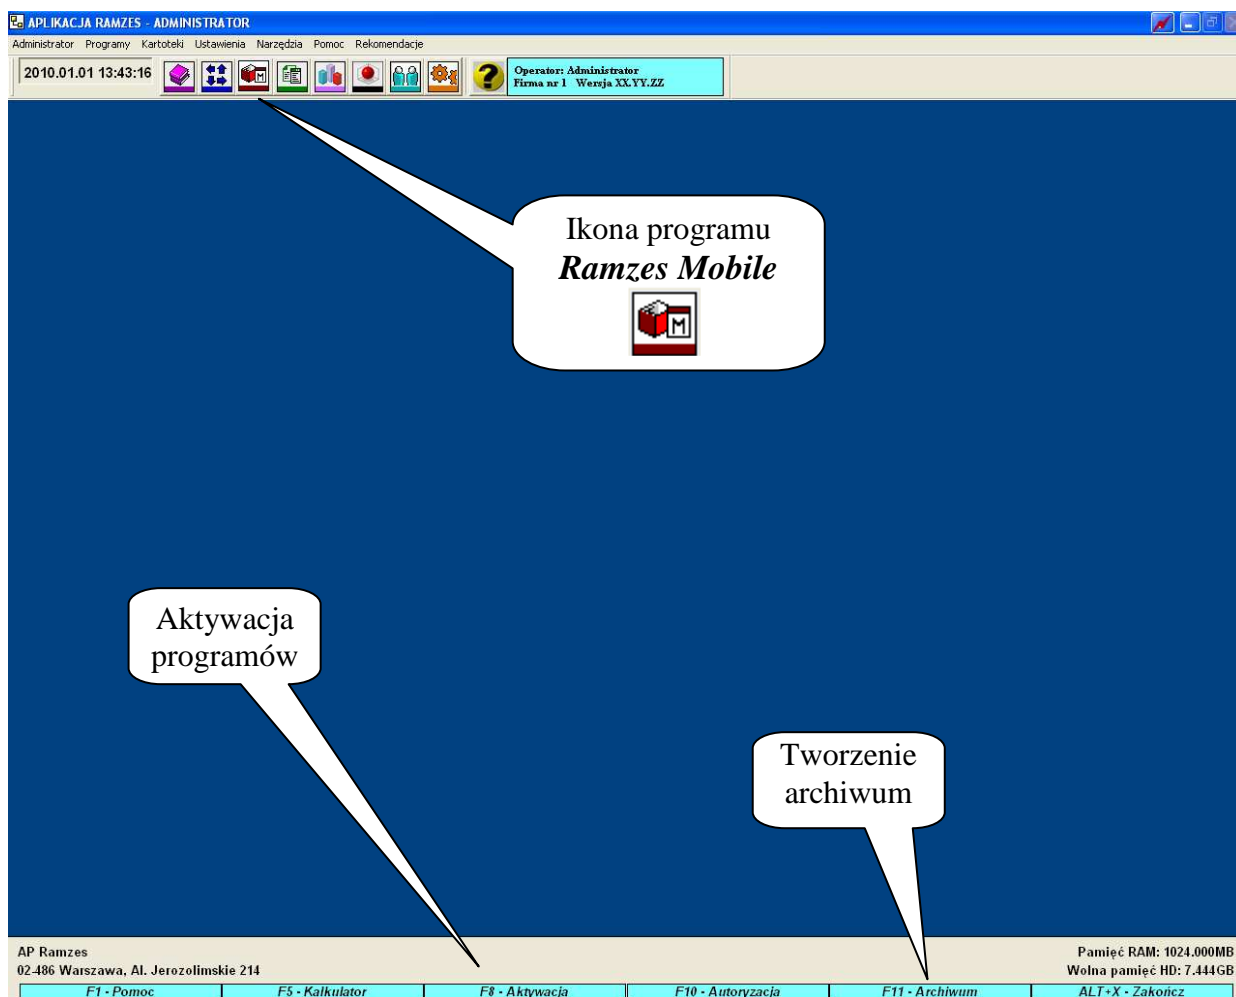 APLIKACJA RAMZES - ADMINISTRATOR
Administrator Programy Kartoteki Ustawienia Narzędzia Pomoc Rekomendacje
2010.01.01 13:43:16
M
?
Operator: Administrator
Firma nr 1 Wersja XX.YY.ZZ
Ikona programu
Ramzes Mobile
M
Aktywacja
programów
Tworzenie
archiwum
AP Ramzes
02-486 Warszawa, Al. Jerozolimskie 214
Pamięć RAM: 1024.000MB
Wolna pamięć HD: 7.444GB
F1 - Pomoc F5 - Kalkulator F8 - Aktywacja F10 - Autoryzacja F11 - Archiwum ALT+X - Zakończ